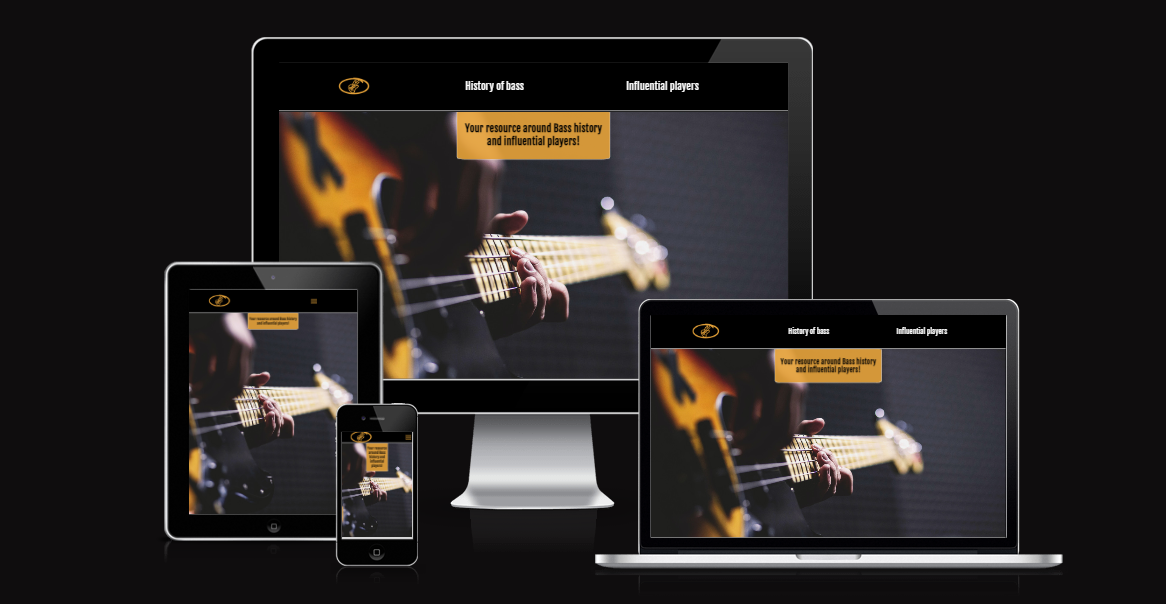 History of bass
Influential players
Your resource around Bass history
and influential players!
Your resource around Bass history
and influential players!
Your resource
around Bass
history and
influential
players!
History of bass
Influential players
Your resource around Bass history
and influential players!